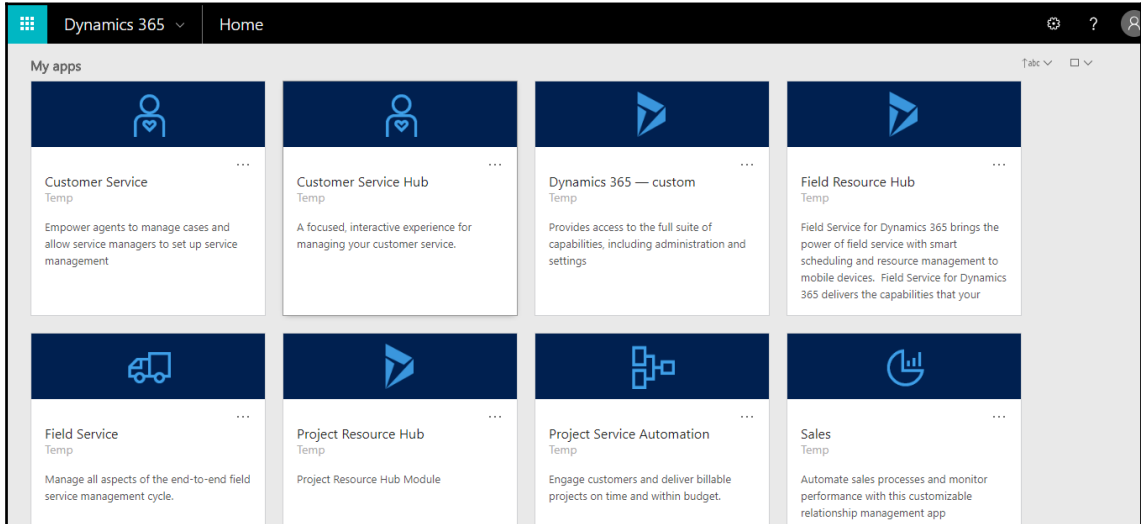 Dynamics 365
Home
?
My apps
↑abc
...
Customer Service
Temp
Empower agents to manage cases and
allow service managers to set up service
management
...
Customer Service Hub
Temp
A focused, interactive experience for
managing your customer service.
...
Dynamics 365 — custom
Temp
Provides access to the full suite of
capabilities, including administration and
settings
...
Field Resource Hub
Temp
Field Service for Dynamics 365 brings the
power of field service with smart
scheduling and resource management to
mobile devices.  Field Service for Dynamics
365 delivers the capabilities that your
...
Field Service
Temp
Manage all aspects of the end-to-end field
service management cycle.
...
Project Resource Hub
Temp
Project Resource Hub Module
...
Project Service Automation
Temp
Engage customers and deliver billable
projects on time and within budget.
...
Sales
Temp
Automate sales processes and monitor
performance with this customizable
relationship management app